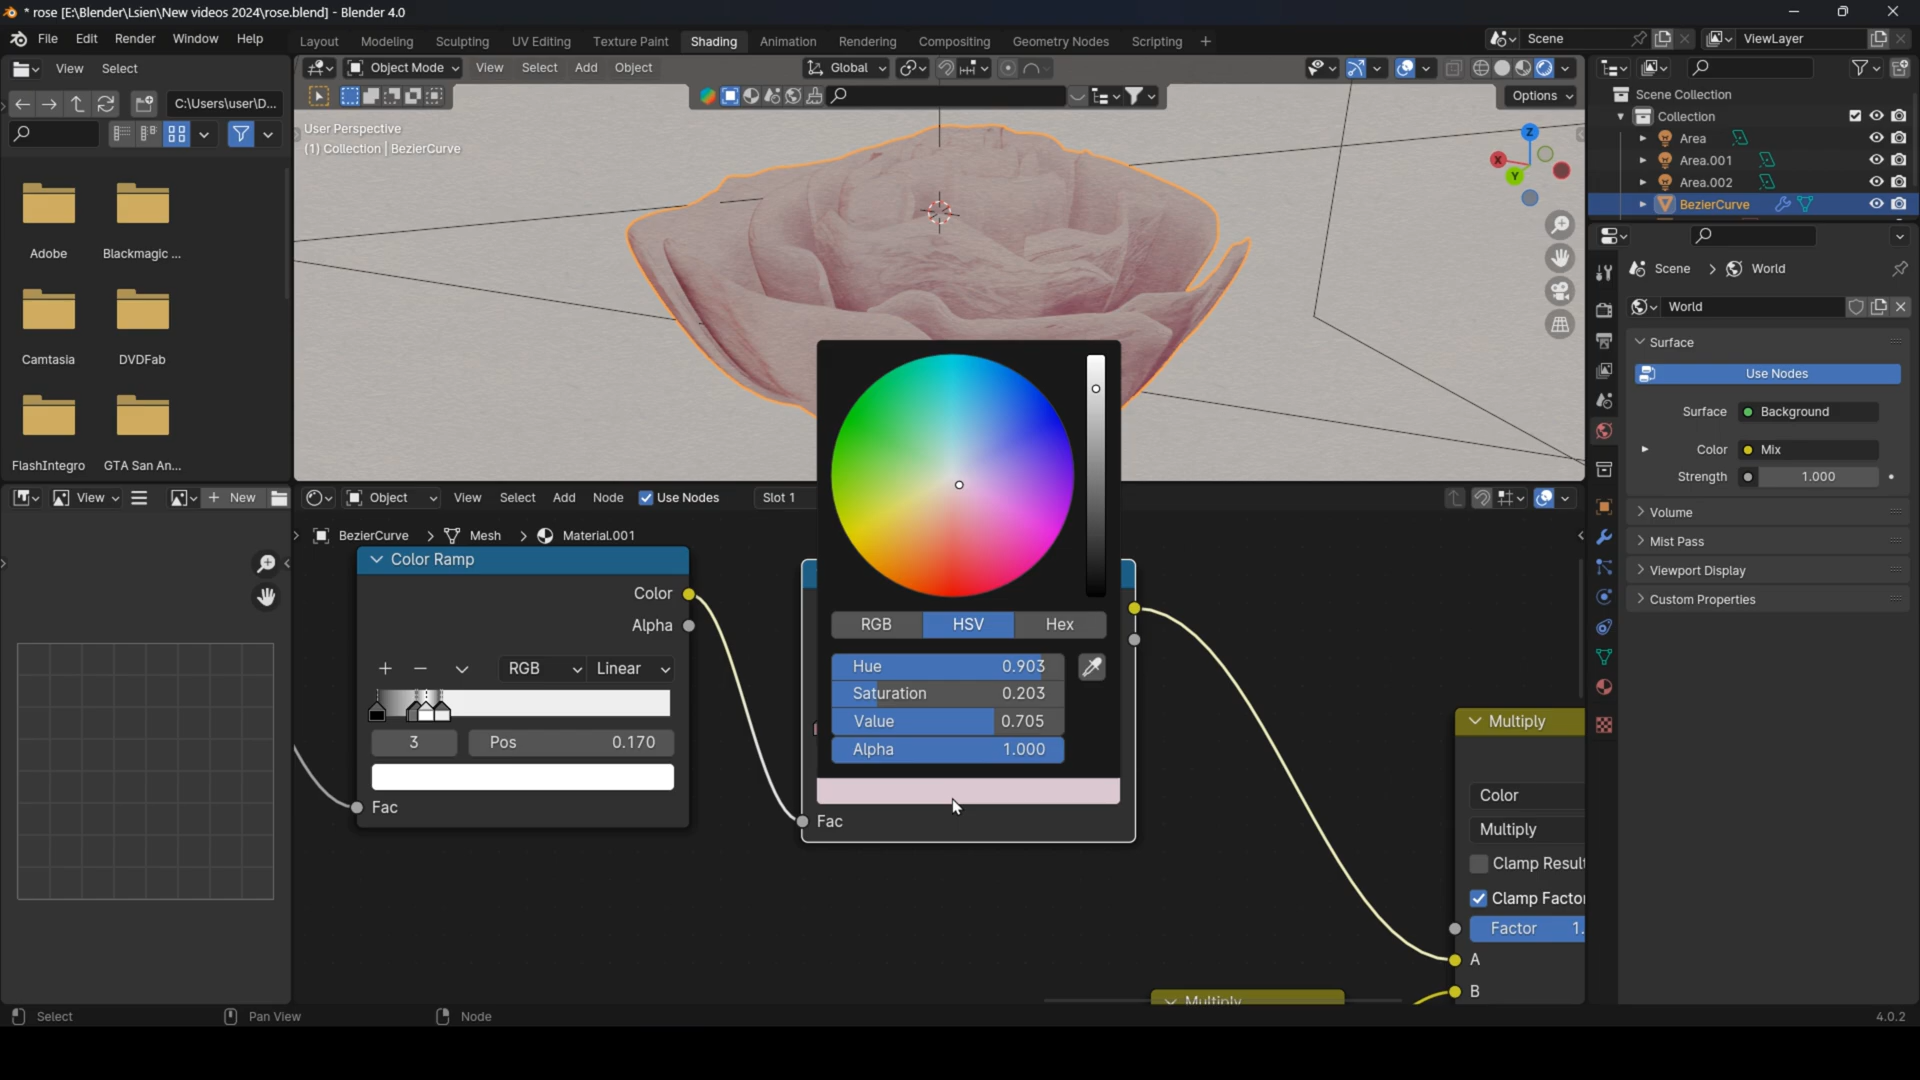 * rose [E:\Blender\Lsien\New videos 2024\rose.blend] - Blender 4.0
File Edit Render Window Help
Layout Modeling Sculpting UV Editing Texture Paint Shading Animation Rendering Compositing Geometry Nodes Scripting +
Scene
ViewLayer
View Select
Object Mode View Select Add Object
Global
C:\Users\user\D...
Options
User Perspective
(1) Collection | BezierCurve
Z
X
Y
Scene Collection
Collection
Area
Area.001
Area.002
BezierCurve
Adobe
Blackmagic ...
Camtasia
DVDFab
FlashIntegro
GTA San An...
Scene > World
World
Surface
Use Nodes
Surface Background
Color Mix
Strength 1.000
Volume
Mist Pass
Viewport Display
Custom Properties
View
+ New
Object View Select Add Node Use Nodes Slot 1
BezierCurve > Mesh > Material.001
Color Ramp
Color
Alpha
RGB Linear
3 Pos 0.170
Fac
RGB HSV Hex
Hue 0.903
Saturation 0.203
Value 0.705
Alpha 1.000
Fac
Multiply
Color
Multiply
Clamp Result
Clamp Factor
Factor 1.
A
B
Multiply
Select Pan View Node
4.0.2